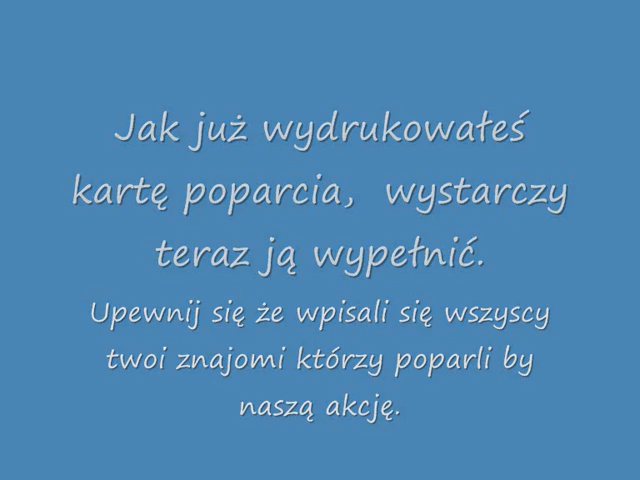 Jak już wydrukowałeś
kartę poparcia, wystarczy
teraz ją wypełnić.
Upewnij się że wpisali się wszyscy
twoi znajomi którzy poparli by
naszą akcję.